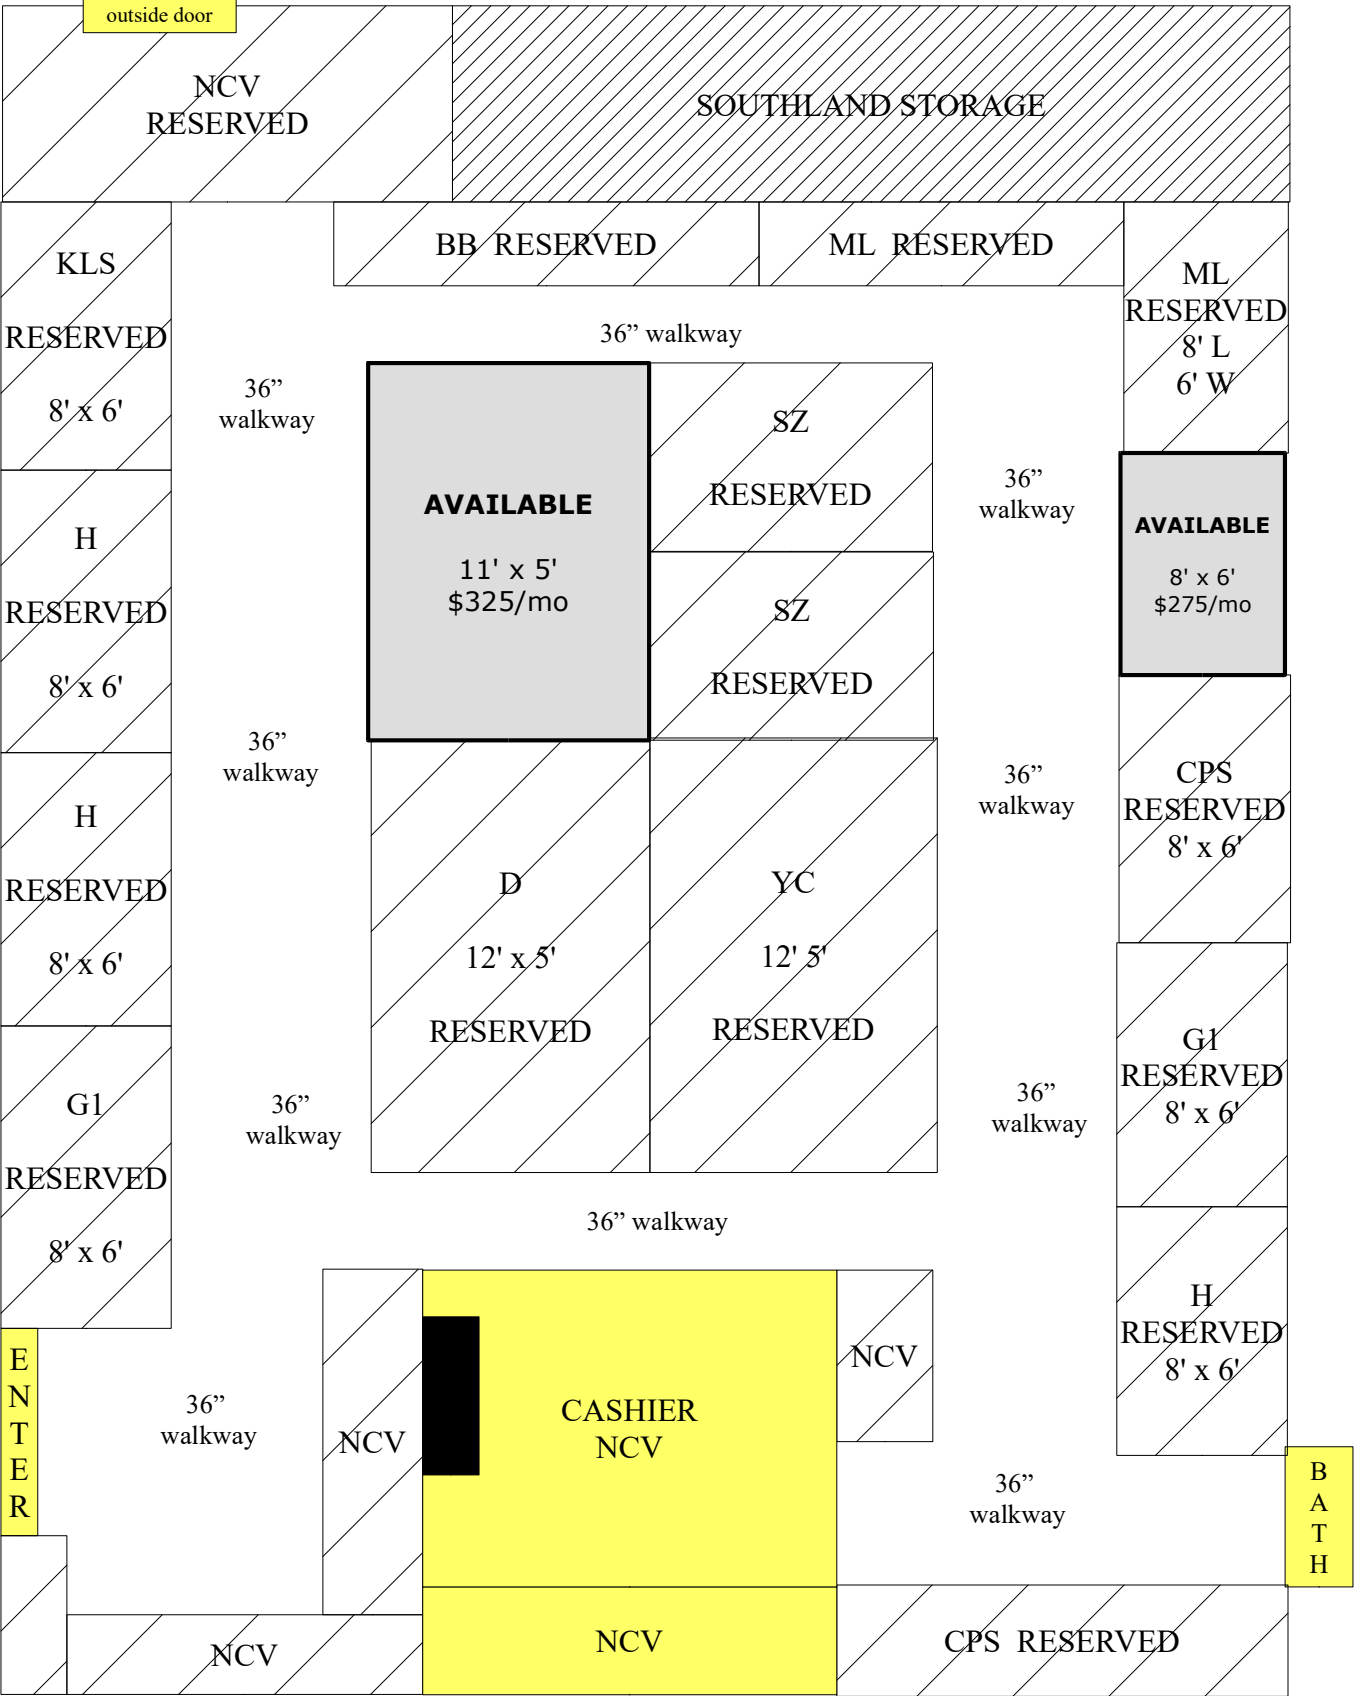 outside door
NCV
RESERVED
SOUTHLAND STORAGE
KLS
RESERVED
8' x 6'
BB  RESERVED
ML  RESERVED
ML
RESERVED
8' L
6' W
36” walkway
36”
walkway
AVAILABLE
11' x 5'
$325/mo
SZ
RESERVED
36”
walkway
AVAILABLE
8' x 6'
$275/mo
H
RESERVED
8' x 6'
SZ
RESERVED
36”
walkway
36”
walkway
CPS
RESERVED
8' x 6'
H
RESERVED
8' x 6'
D
12' x 5'
RESERVED
YC
12' 5'
RESERVED
G1
RESERVED
8' x 6'
36”
walkway
36”
walkway
G1
RESERVED
8' x 6'
36” walkway
H
RESERVED
8' x 6'
E
N
T
E
R
36”
walkway
NCV
CASHIER
NCV
NCV
36”
walkway
B
A
T
H
NCV
NCV
CPS  RESERVED